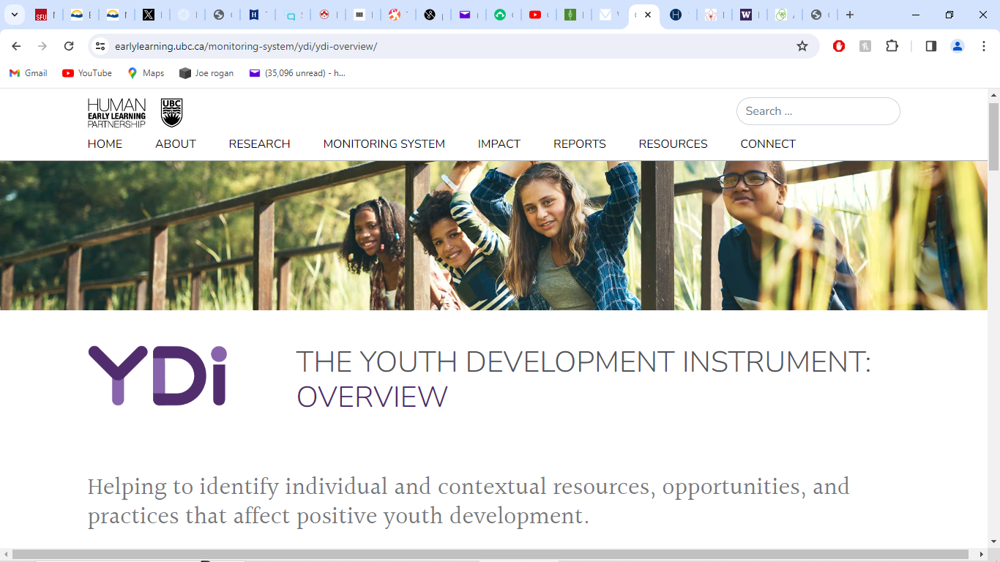 SFU
earlylearning.ubc.ca/monitoring-system/ydi/ydi-overview/
Gmail
YouTube
Maps
Joe rogan
(35,096 unread) - h...
HUMAN
EARLY LEARNING
PARTNERSHIP
UBC
Search ...
HOME
ABOUT
RESEARCH
MONITORING SYSTEM
IMPACT
REPORTS
RESOURCES
CONNECT
YDi
THE YOUTH DEVELOPMENT INSTRUMENT:
OVERVIEW
Helping to identify individual and contextual resources, opportunities, and
practices that affect positive youth development.